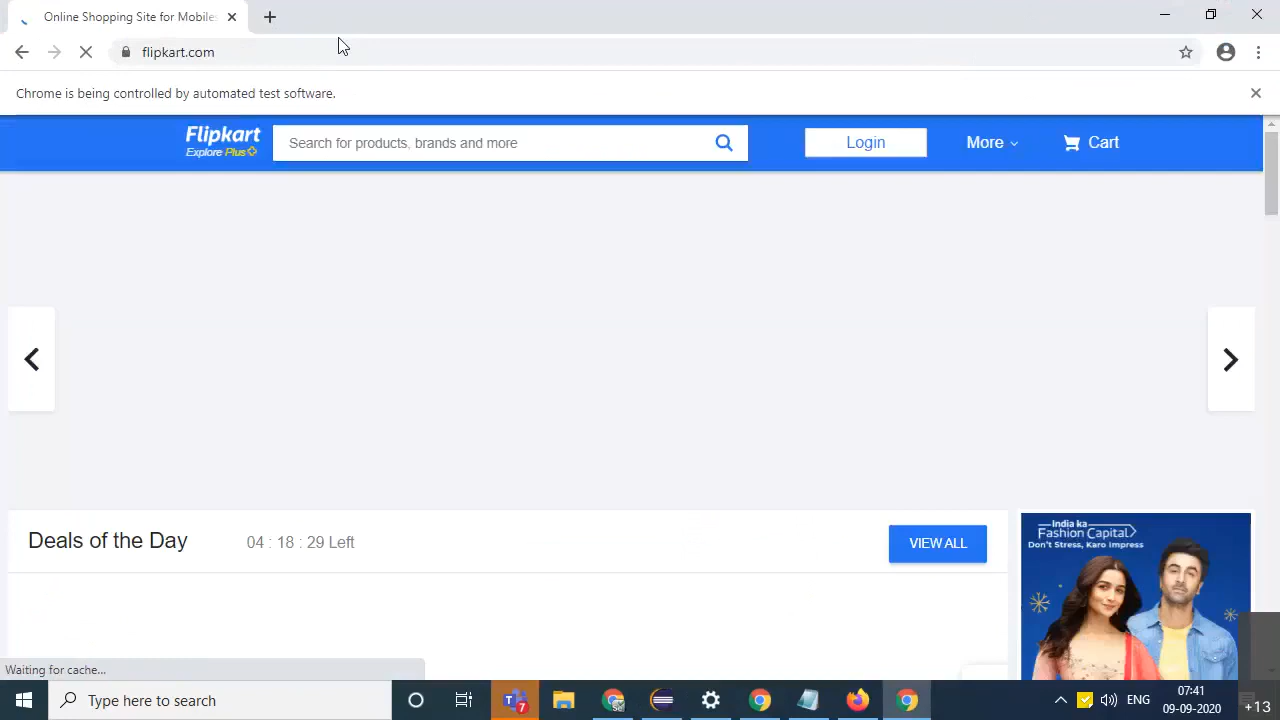 Online Shopping Site for Mobiles
flipkart.com
Chrome is being controlled by automated test software.
Flipkart
Explore Plus
Search for products, brands and more
Login
More
Cart
Deals of the Day
04 : 18 : 29 Left
VIEW ALL
India ka
Fashion Capital
Don't Stress, Karo Impress
Waiting for cache...
Type here to search
7
ENG
07:41
09-09-2020
+13